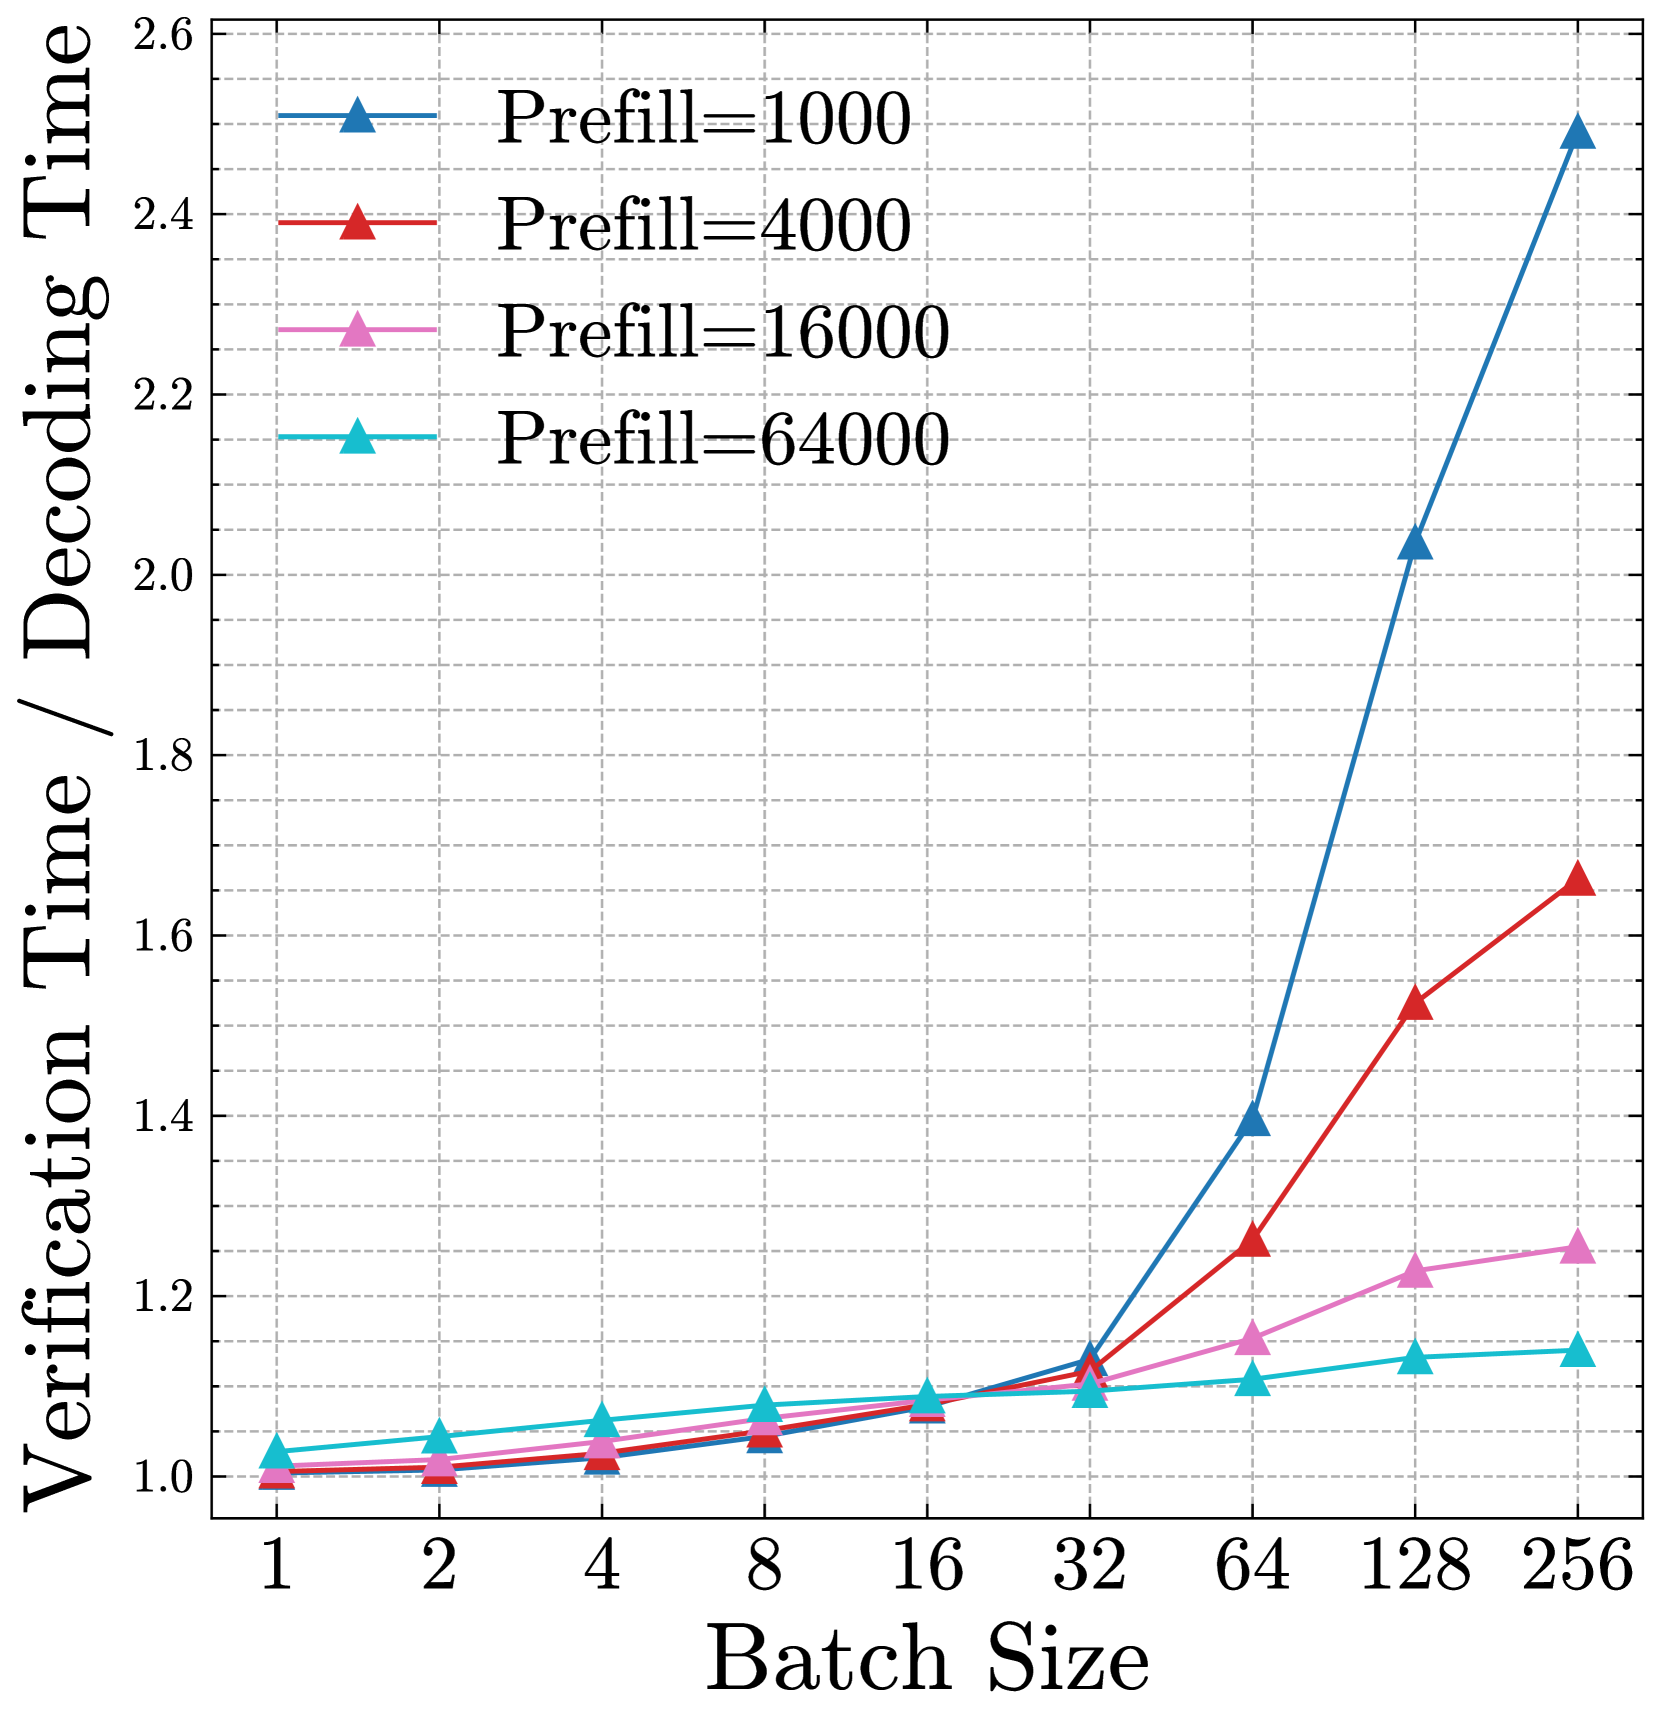 Verification Time / Decoding Time
2.6
2.4
2.2
2.0
1.8
1.6
1.4
1.2
1.0
Prefill=1000
Prefill=4000
Prefill=16000
Prefill=64000
1 2 4 8 16 32 64 128 256
Batch Size